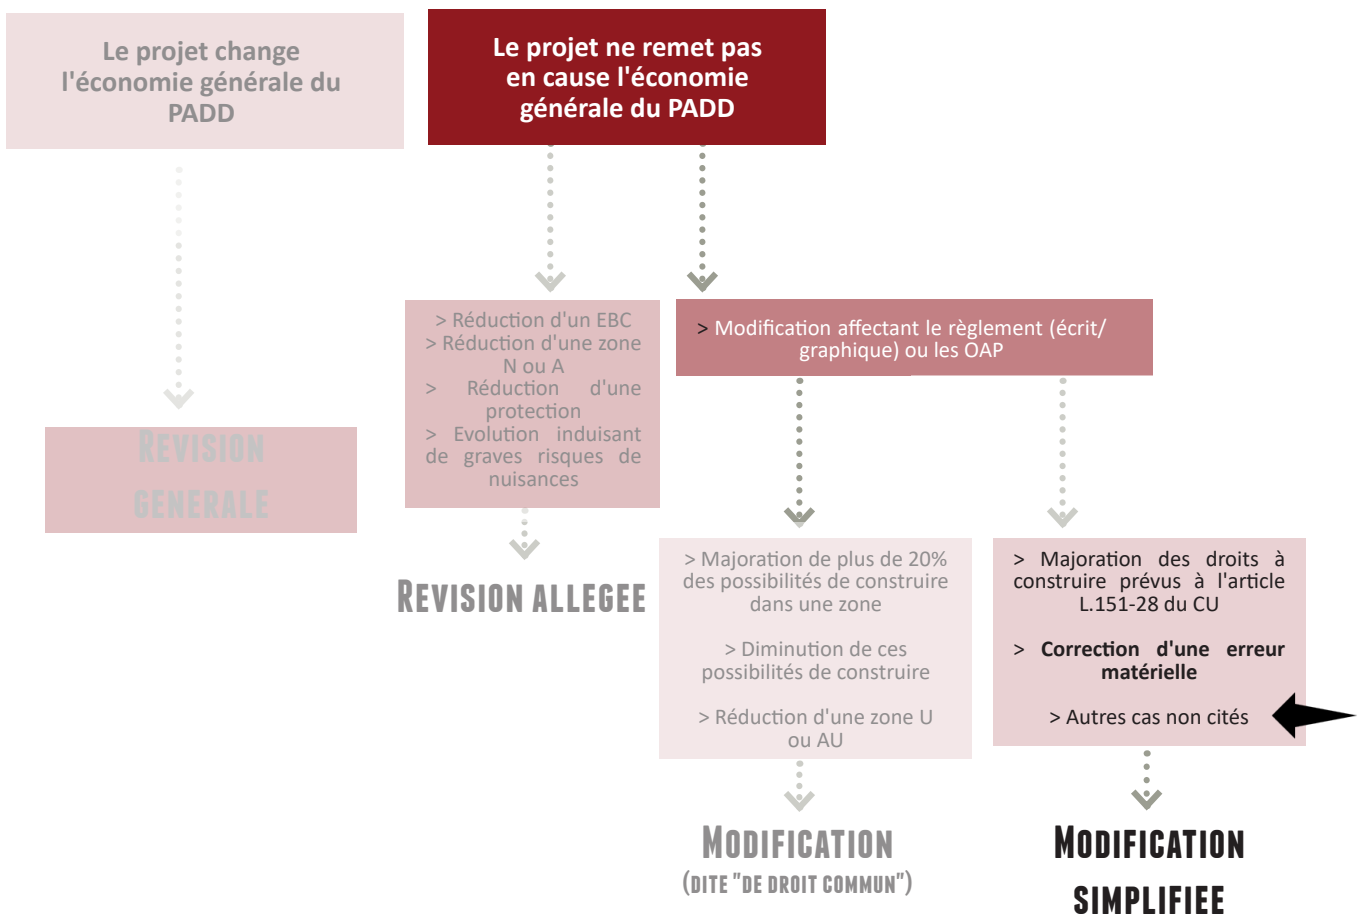 Le projet change
l'économie générale du
PADD
Le projet ne remet pas
en cause l'économie
générale du PADD
> Réduction d'un EBC
> Réduction d'une zone
N ou A
> Réduction d'une
protection
> Evolution induisant
de graves risques de
nuisances
> Modification affectant le règlement (écrit/
graphique) ou les OAP
REVISION
GENERALE
REVISION ALLEGEE
> Majoration de plus de 20%
des possibilités de construire
dans une zone
> Diminution de ces
possibilités de construire
> Réduction d'une zone U
ou AU
> Majoration des droits à
construire prévus à l'article
L.151-28 du CU
> Correction d'une erreur
matérielle
> Autres cas non cités
MODIFICATION
(DITE "DE DROIT COMMUN")
MODIFICATION
SIMPLIFIEE